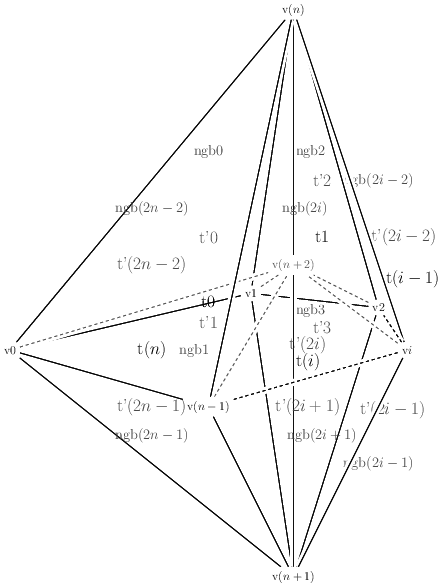 v(n)
ngb0
ngb2
t'2
ngb(2i − 2)
ngb(2n − 2)
ngb(2i)
t'0
t1
t'(2i − 2)
t'(2n − 2)
v(n + 2)
t(i − 1)
v1
t0
ngb3
v2
t'1
t'3
t'(2i)
v0
t(n)
ngb1
vi
t(i)
t'(2n − 1)
v(n − 1)
t'(2i + 1)
t'(2i − 1)
ngb(2n − 1)
ngb(2i + 1)
ngb(2i − 1)
v(n + 1)